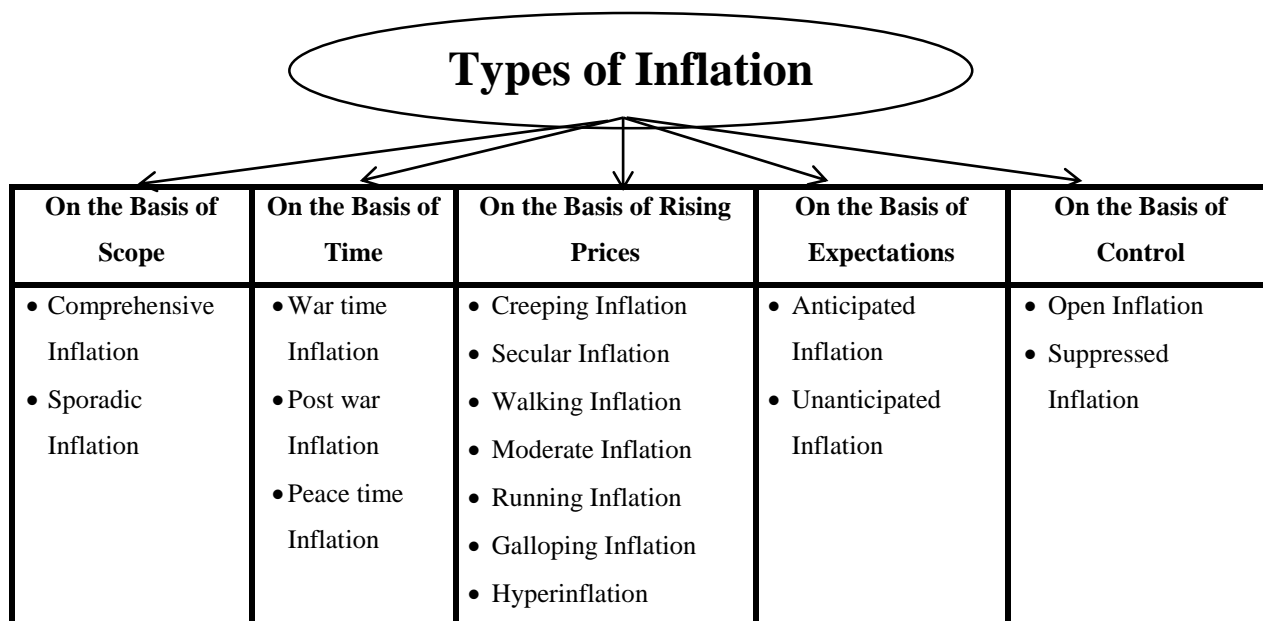 Types of Inflation
On the Basis of
Scope
On the Basis of
Time
On the Basis of Rising
Prices
On the Basis of
Expectations
On the Basis of
Control
• Comprehensive
Inflation
• Sporadic
Inflation
• War time
Inflation
• Post war
Inflation
• Peace time
Inflation
• Creeping Inflation
• Secular Inflation
• Walking Inflation
• Moderate Inflation
• Running Inflation
• Galloping Inflation
• Hyperinflation
• Anticipated
Inflation
• Unanticipated
Inflation
• Open Inflation
• Suppressed
Inflation